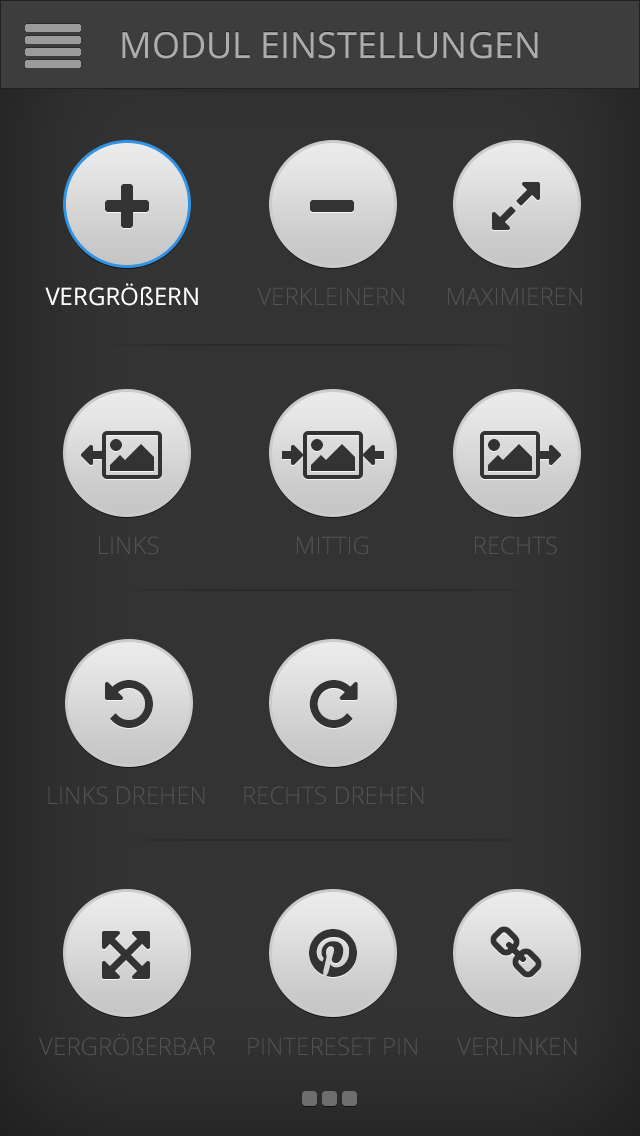 MODUL EINSTELLUNGEN
VERGRÖßERN VERKLEINERN MAXIMIEREN
LINKS MITTIG RECHTS
LINKS DREHEN RECHTS DREHEN
VERGRÖßERBAR PINTERESET PIN VERLINKEN